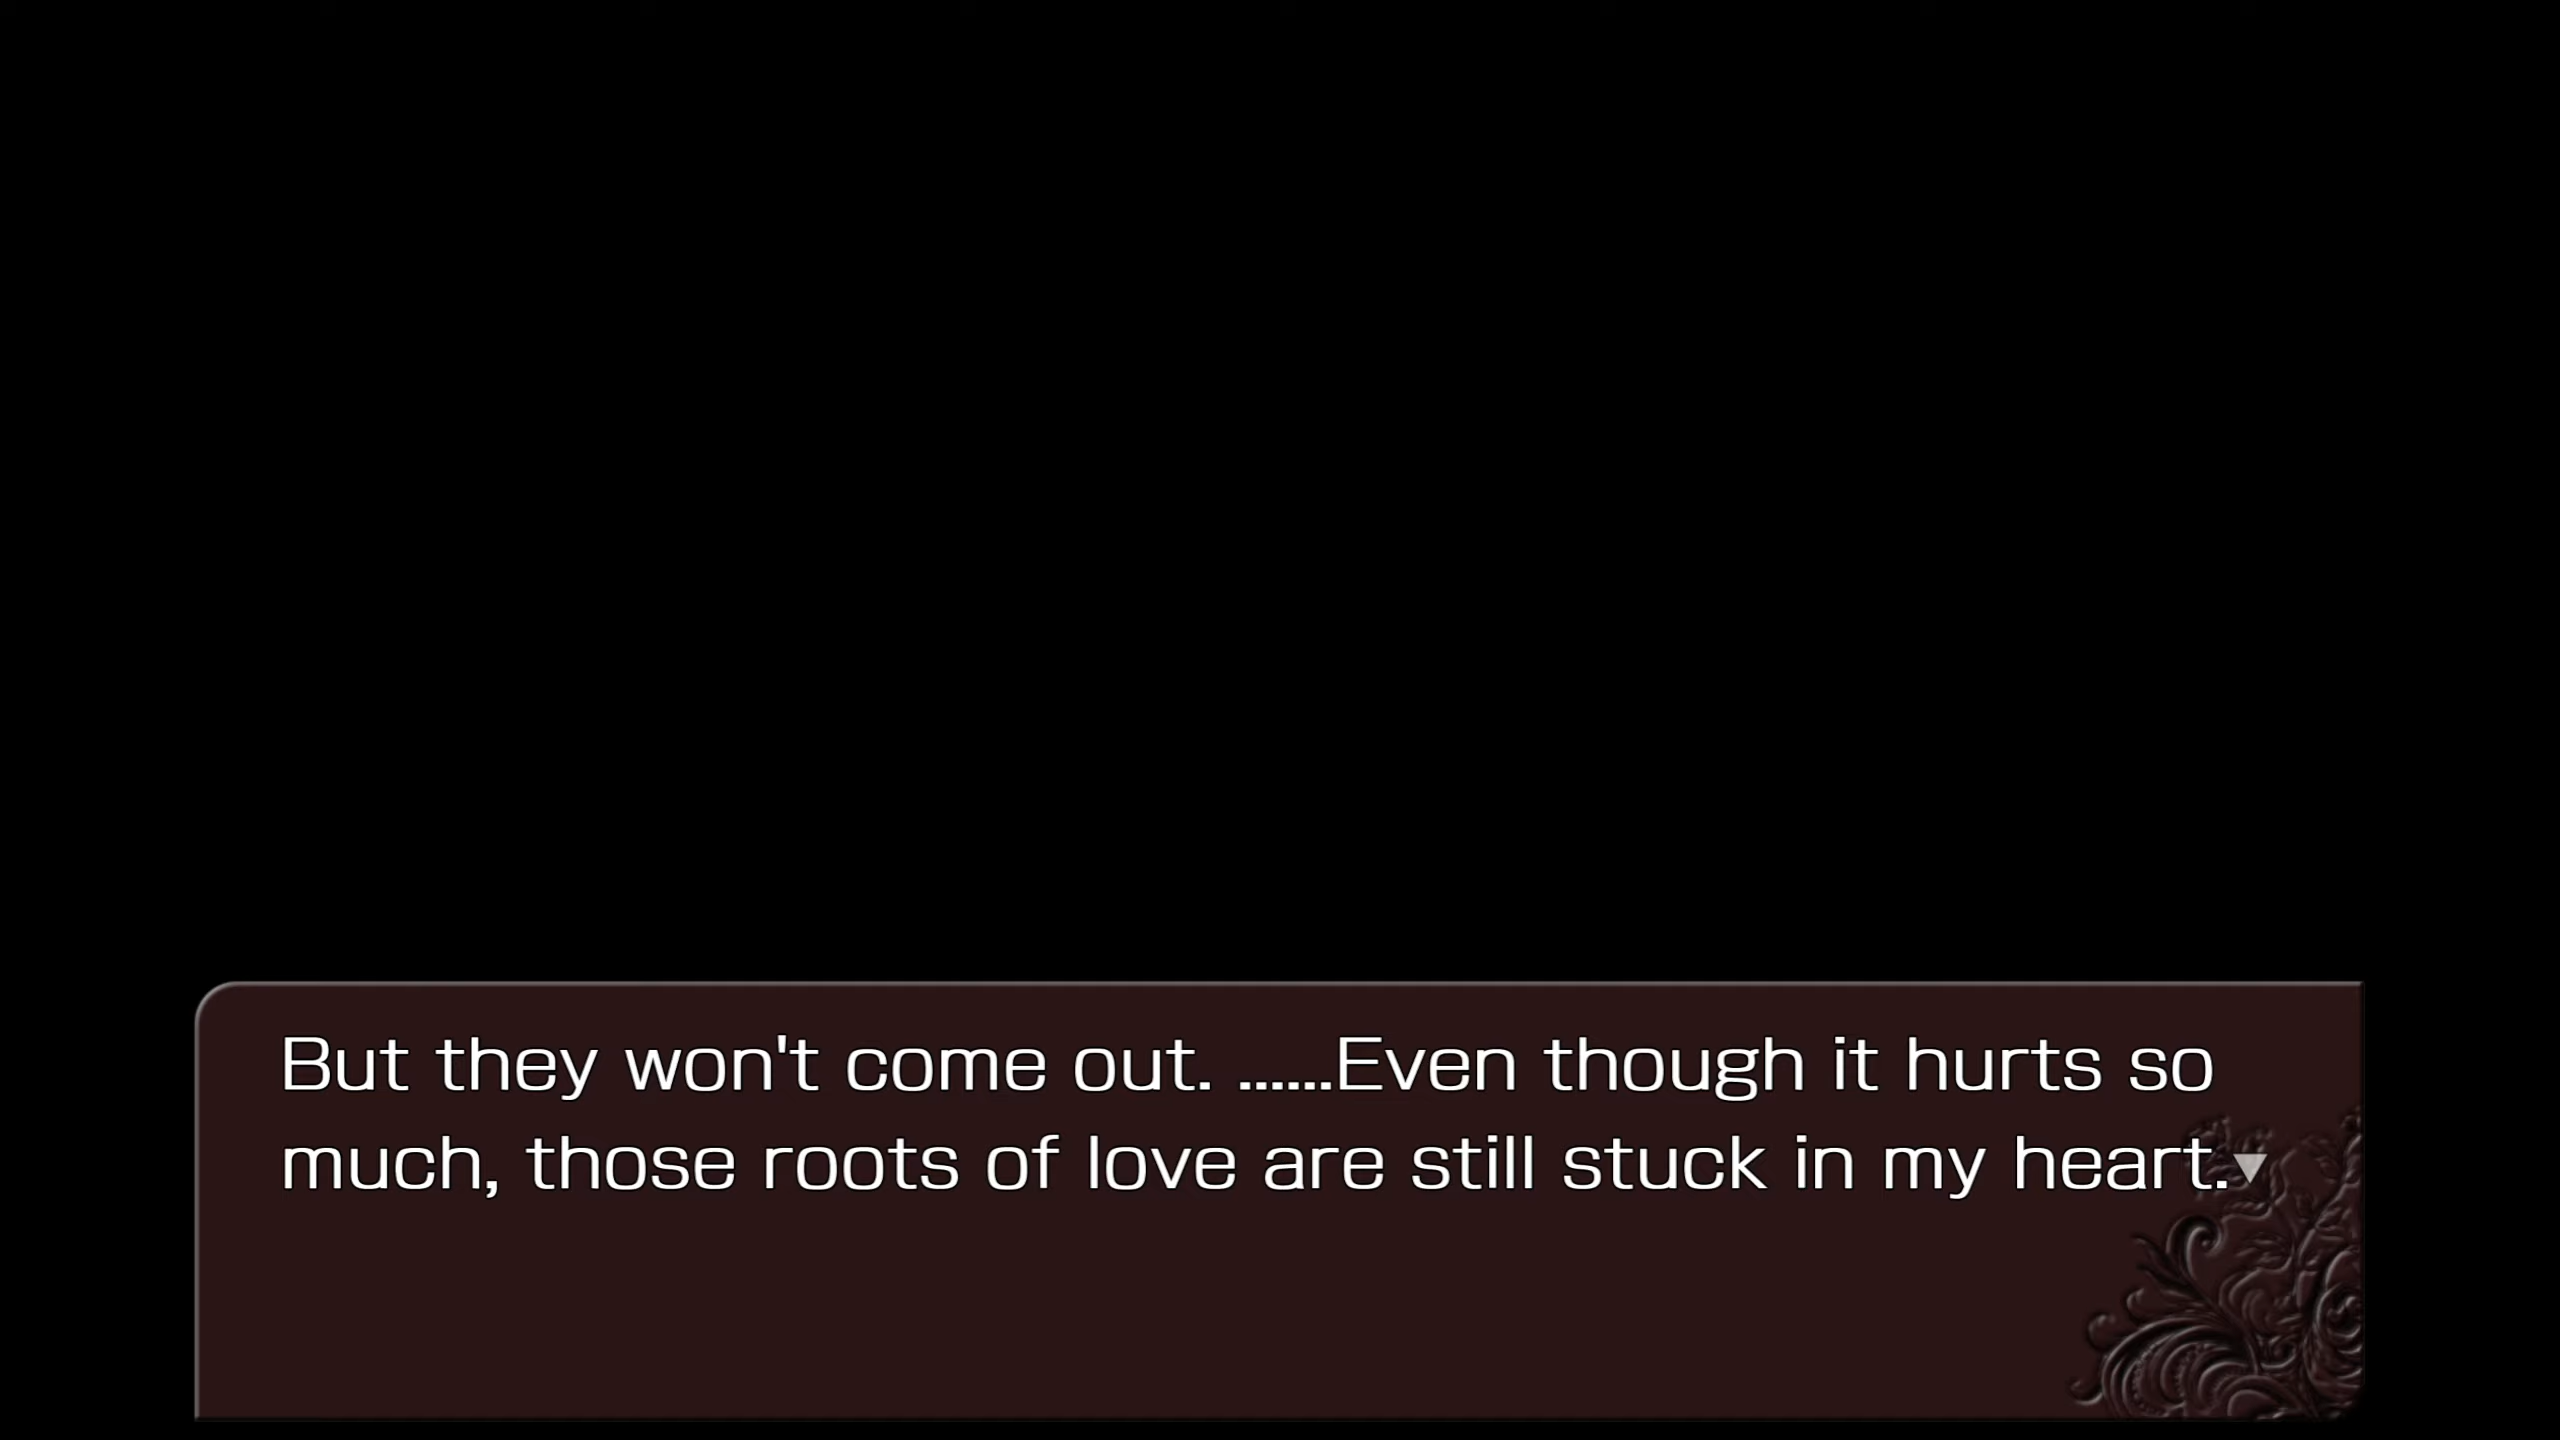 But they won't come out. ......Even though it hurts so
much, those roots of love are still stuck in my heart.